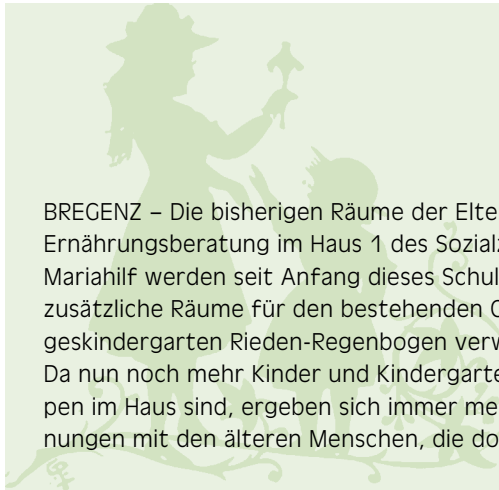 BREGENZ – Die bisherigen Räume der Elte
Ernährungsberatung im Haus 1 des Sozial
Mariahilf werden seit Anfang dieses Schul
zusätzliche Räume für den bestehenden
geskindergarten Rieden-Regenbogen ver
Da nun noch mehr Kinder und Kindergarte
pen im Haus sind, ergeben sich immer me
nungen mit den älteren Menschen, die do